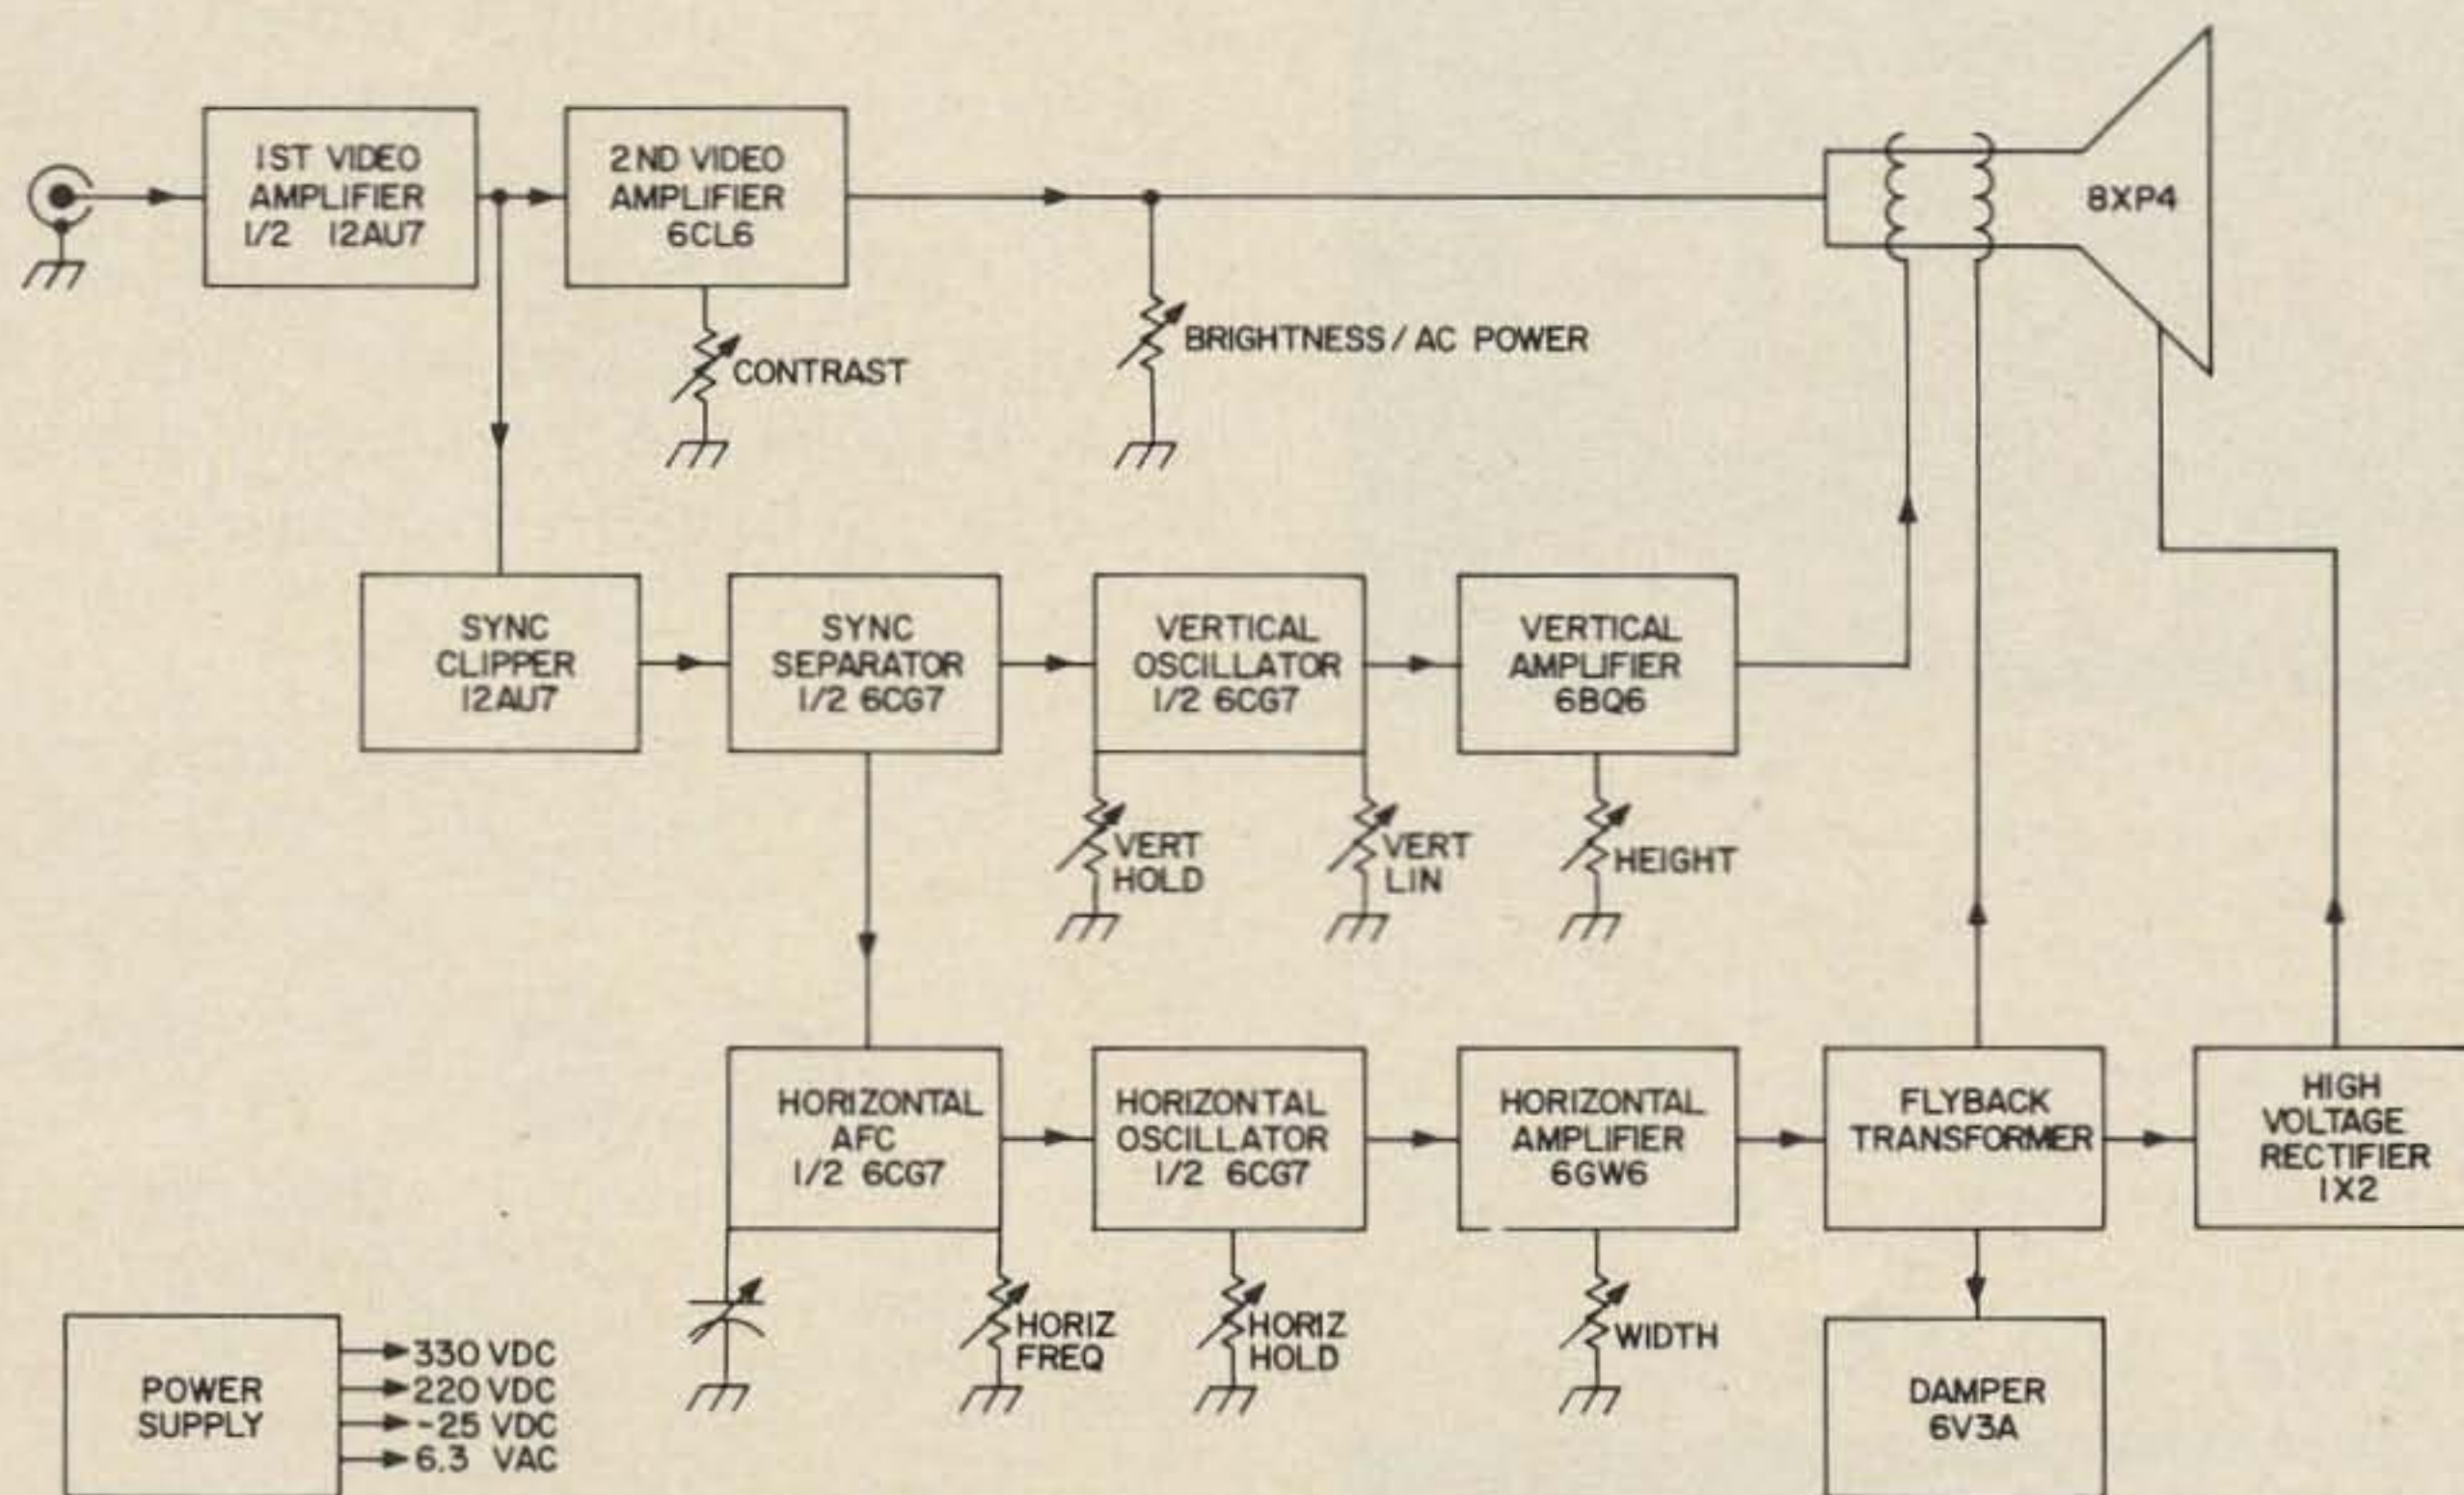 1ST VIDEO
AMPLIFIER
1/2 12AU7
2ND VIDEO
AMPLIFIER
6CL6
8XP4
CONTRAST
BRIGHTNESS/AC POWER
SYNC
CLIPPER
12AU7
SYNC
SEPARATOR
1/2 6CG7
VERTICAL
OSCILLATOR
1/2 6CG7
VERTICAL
AMPLIFIER
6BQ6
VERT
HOLD
VERT
LIN
HEIGHT
HORIZONTAL
AFC
1/2 6CG7
HORIZONTAL
OSCILLATOR
1/2 6CG7
HORIZONTAL
AMPLIFIER
6GW6
FLYBACK
TRANSFORMER
HIGH
VOLTAGE
RECTIFIER
1X2
HORIZ
FREQ
HORIZ
HOLD
WIDTH
POWER
SUPPLY
330 VDC
220 VDC
-25 VDC
6.3 VAC
DAMPER
6V3A